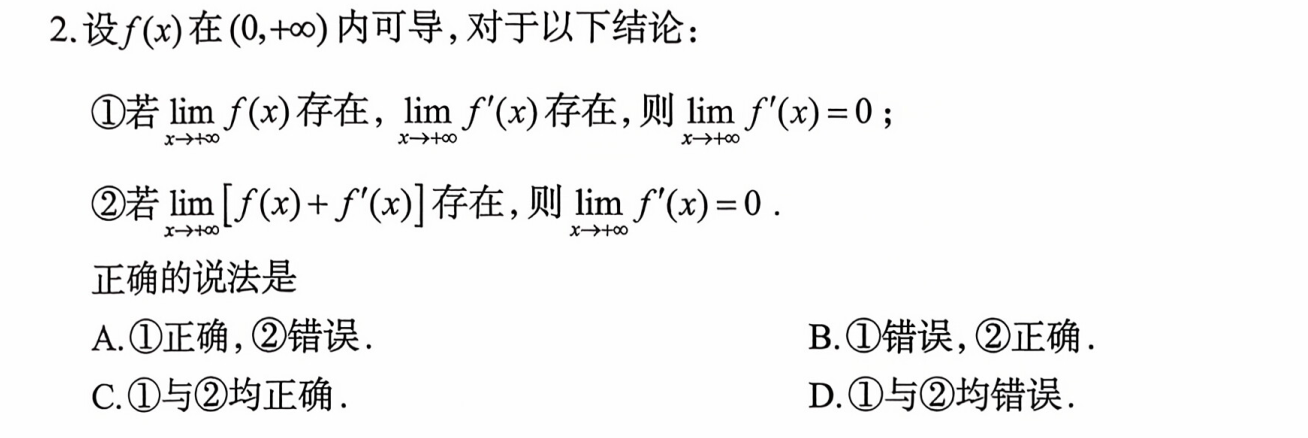 2.设f(x)在(0,+∞)内可导,对于以下结论:
①若 lim_{x→+∞} f(x)存在, lim_{x→+∞} f′(x)存在,则 lim_{x→+∞} f′(x)=0;
②若 lim_{x→+∞}[f(x)+f′(x)]存在,则 lim_{x→+∞} f′(x)=0.
正确的说法是
A.①正确,②错误. B.①错误,②正确.
C.①与②均正确. D.①与②均错误.